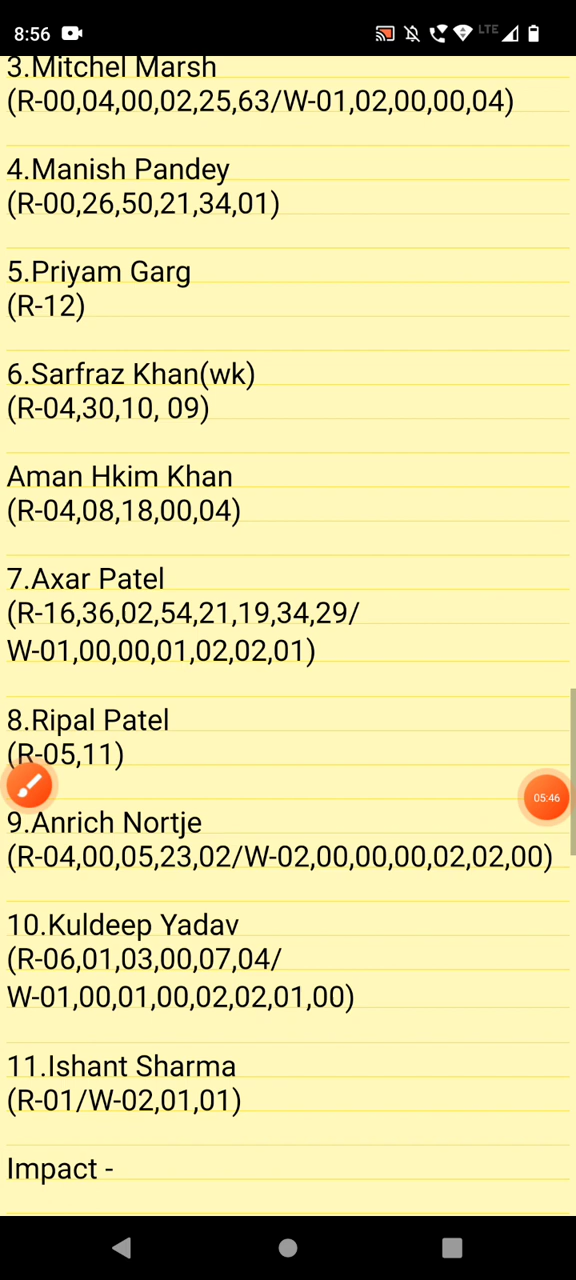 8:56
LTE
3.Mitchel Marsh
(R-00,04,00,02,25,63/W-01,02,00,00,04)
4.Manish Pandey
(R-00,26,50,21,34,01)
5.Priyam Garg
(R-12)
6.Sarfraz Khan(wk)
(R-04,30,10, 09)
Aman Hkim Khan
(R-04,08,18,00,04)
7.Axar Patel
(R-16,36,02,54,21,19,34,29/
W-01,00,00,01,02,02,01)
8.Ripal Patel
(R-05,11)
05:46
9.Anrich Nortje
(R-04,00,05,23,02/W-02,00,00,00,02,02,00)
10.Kuldeep Yadav
(R-06,01,03,00,07,04/
W-01,00,01,00,02,02,01,00)
11.Ishant Sharma
(R-01/W-02,01,01)
Impact -